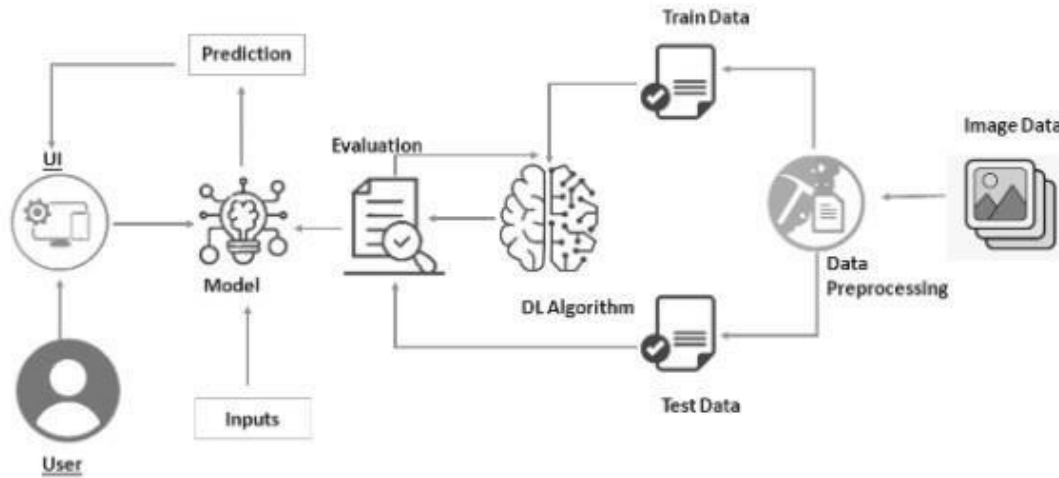 Train Data
Prediction
Image Data
Evaluation
UI
Model
Data
Preprocessing
DL Algorithm
Inputs
Test Data
User